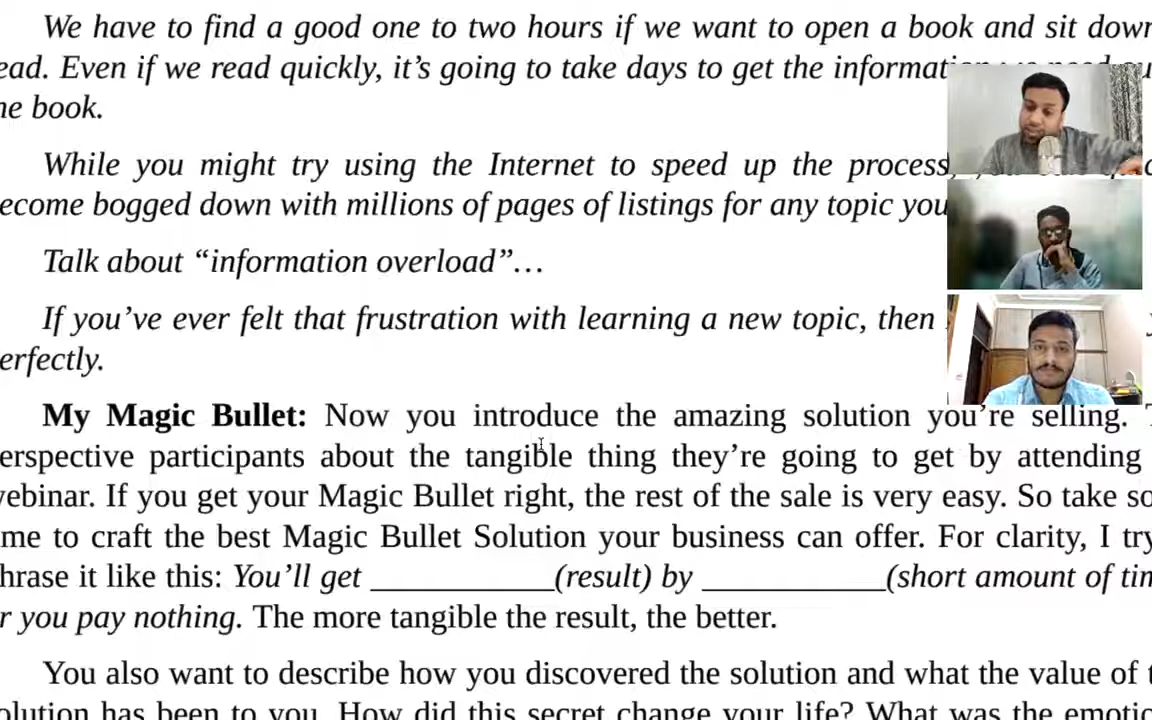 We have to find a good one to two hours if we want to open a book and sit down
ead. Even if we read quickly, it's going to take days to get the information we need
he book.
While you might try using the Internet to speed up the process,
ecome bogged down with millions of pages of listings for any topic you
Talk about “information overload”…
If you've ever felt that frustration with learning a new topic, then
erfectly.
My Magic Bullet: Now you introduce the amazing solution you're selling.
erspective participants about the tangible thing they're going to get by attending
webinar. If you get your Magic Bullet right, the rest of the sale is very easy. So take so
me to craft the best Magic Bullet Solution your business can offer. For clarity, I try
hrase it like this: You'll get ___________(result) by ___________(short amount of tim
r you pay nothing. The more tangible the result, the better.
You also want to describe how you discovered the solution and what the value of t
olution has been to you. How did this secret change your life? What was the emotio